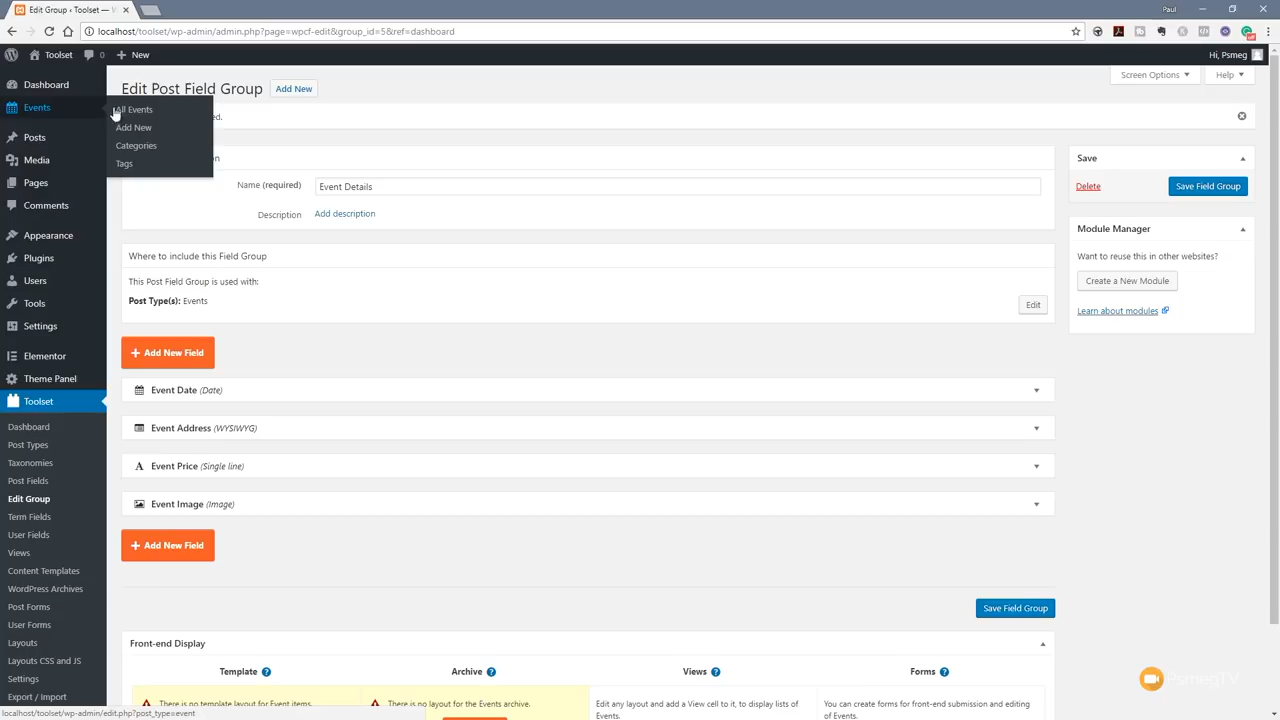 Edit Group ‹ Toolset — W
Paul
localhost/toolset/wp-admin/admin.php?page=wpcf-edit&group_id=5&ref=dashboard
Toolset
0
New
Hi, Psmeg
Dashboard
Events
Posts
Media
Pages
Comments
Appearance
Plugins
Users
Tools
Settings
Elementor
Theme Panel
Toolset
Dashboard
Post Types
Taxonomies
Post Fields
Edit Group
Term Fields
User Fields
Views
Content Templates
WordPress Archives
Post Forms
User Forms
Layouts
Layouts CSS and JS
Settings
Export / Import
All Events
Add New
Categories
Tags
Edit Post Field Group
Add New
Screen Options
Help
ed.
on
Name (required)
Event Details
Description
Add description
Where to include this Field Group
This Post Field Group is used with:
Post Type(s): Events
Edit
+ Add New Field
Event Date (Date)
Event Address (WYSIWYG)
Event Price (Single line)
Event Image (Image)
+ Add New Field
Save Field Group
Front-end Display
Template
Archive
Views
Forms
There is no template layout for Event items.
There is no layout for the Events archive.
Edit any layout and add a View cell to it, to display lists of Events.
You can create forms for front-end submission and editing of Events.
Save
Delete
Save Field Group
Module Manager
Want to reuse this in other websites?
Create a New Module
Learn about modules
PsmegTV
localhost/toolset/wp-admin/edit.php?post_type=event